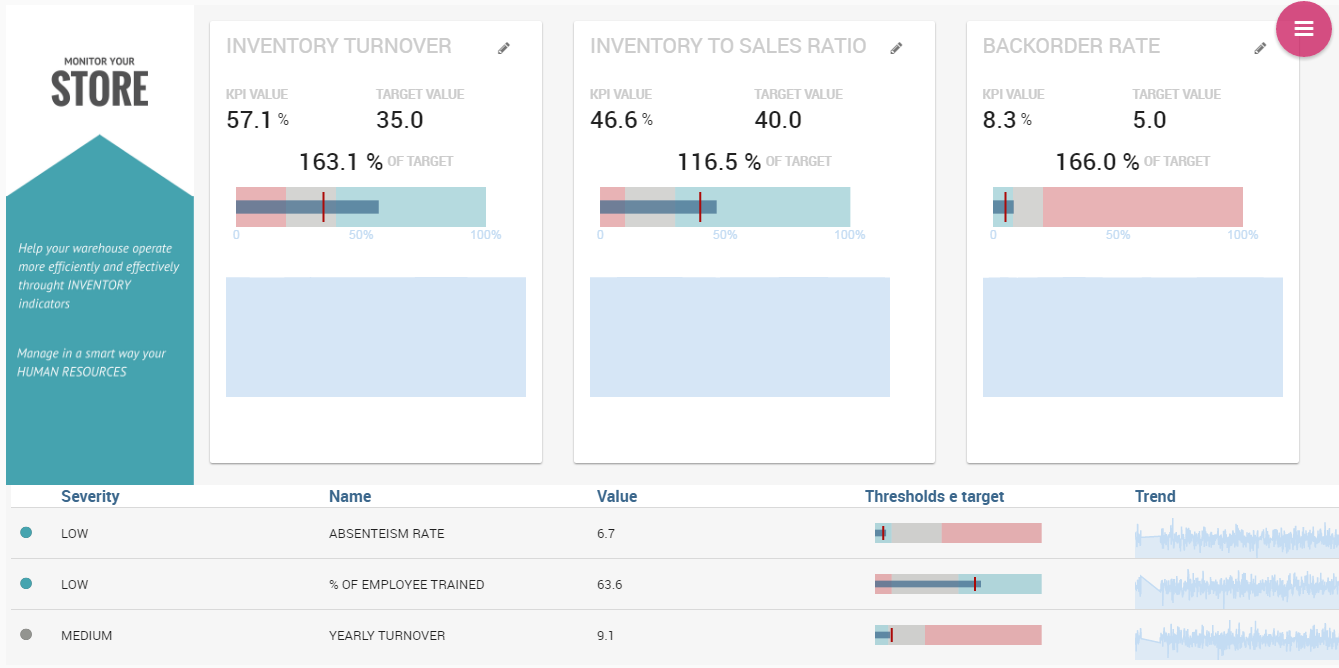 MONITOR YOUR
STORE
Help your warehouse operate
more efficiently and effectively
throught INVENTORY
indicators
Manage in a smart way your
HUMAN RESOURCES
INVENTORY TURNOVER
KPI VALUE TARGET VALUE
57.1 % 35.0
163.1 % OF TARGET
0 50% 100%
INVENTORY TO SALES RATIO
KPI VALUE TARGET VALUE
46.6 % 40.0
116.5 % OF TARGET
0 50% 100%
BACKORDER RATE
KPI VALUE TARGET VALUE
8.3 % 5.0
166.0 % OF TARGET
0 50% 100%
Severity Name Value Thresholds e target Trend
LOW ABSENTEISM RATE 6.7
LOW % OF EMPLOYEE TRAINED 63.6
MEDIUM YEARLY TURNOVER 9.1